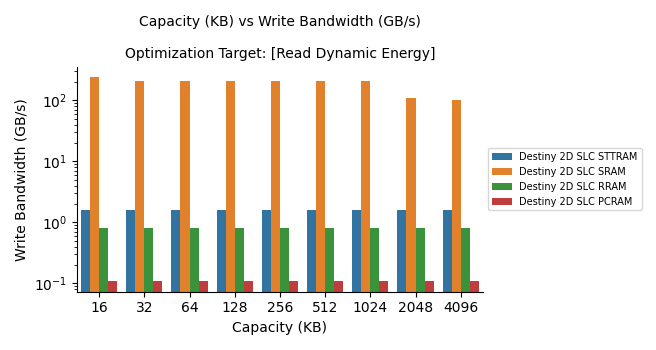 Capacity (KB) vs Write Bandwidth (GB/s)
Optimization Target: [Read Dynamic Energy]
Write Bandwidth (GB/s)
10²
10¹
10⁰
10⁻¹
16 32 64 128 256 512 1024 2048 4096
Capacity (KB)
Destiny 2D SLC STTRAM
Destiny 2D SLC SRAM
Destiny 2D SLC RRAM
Destiny 2D SLC PCRAM